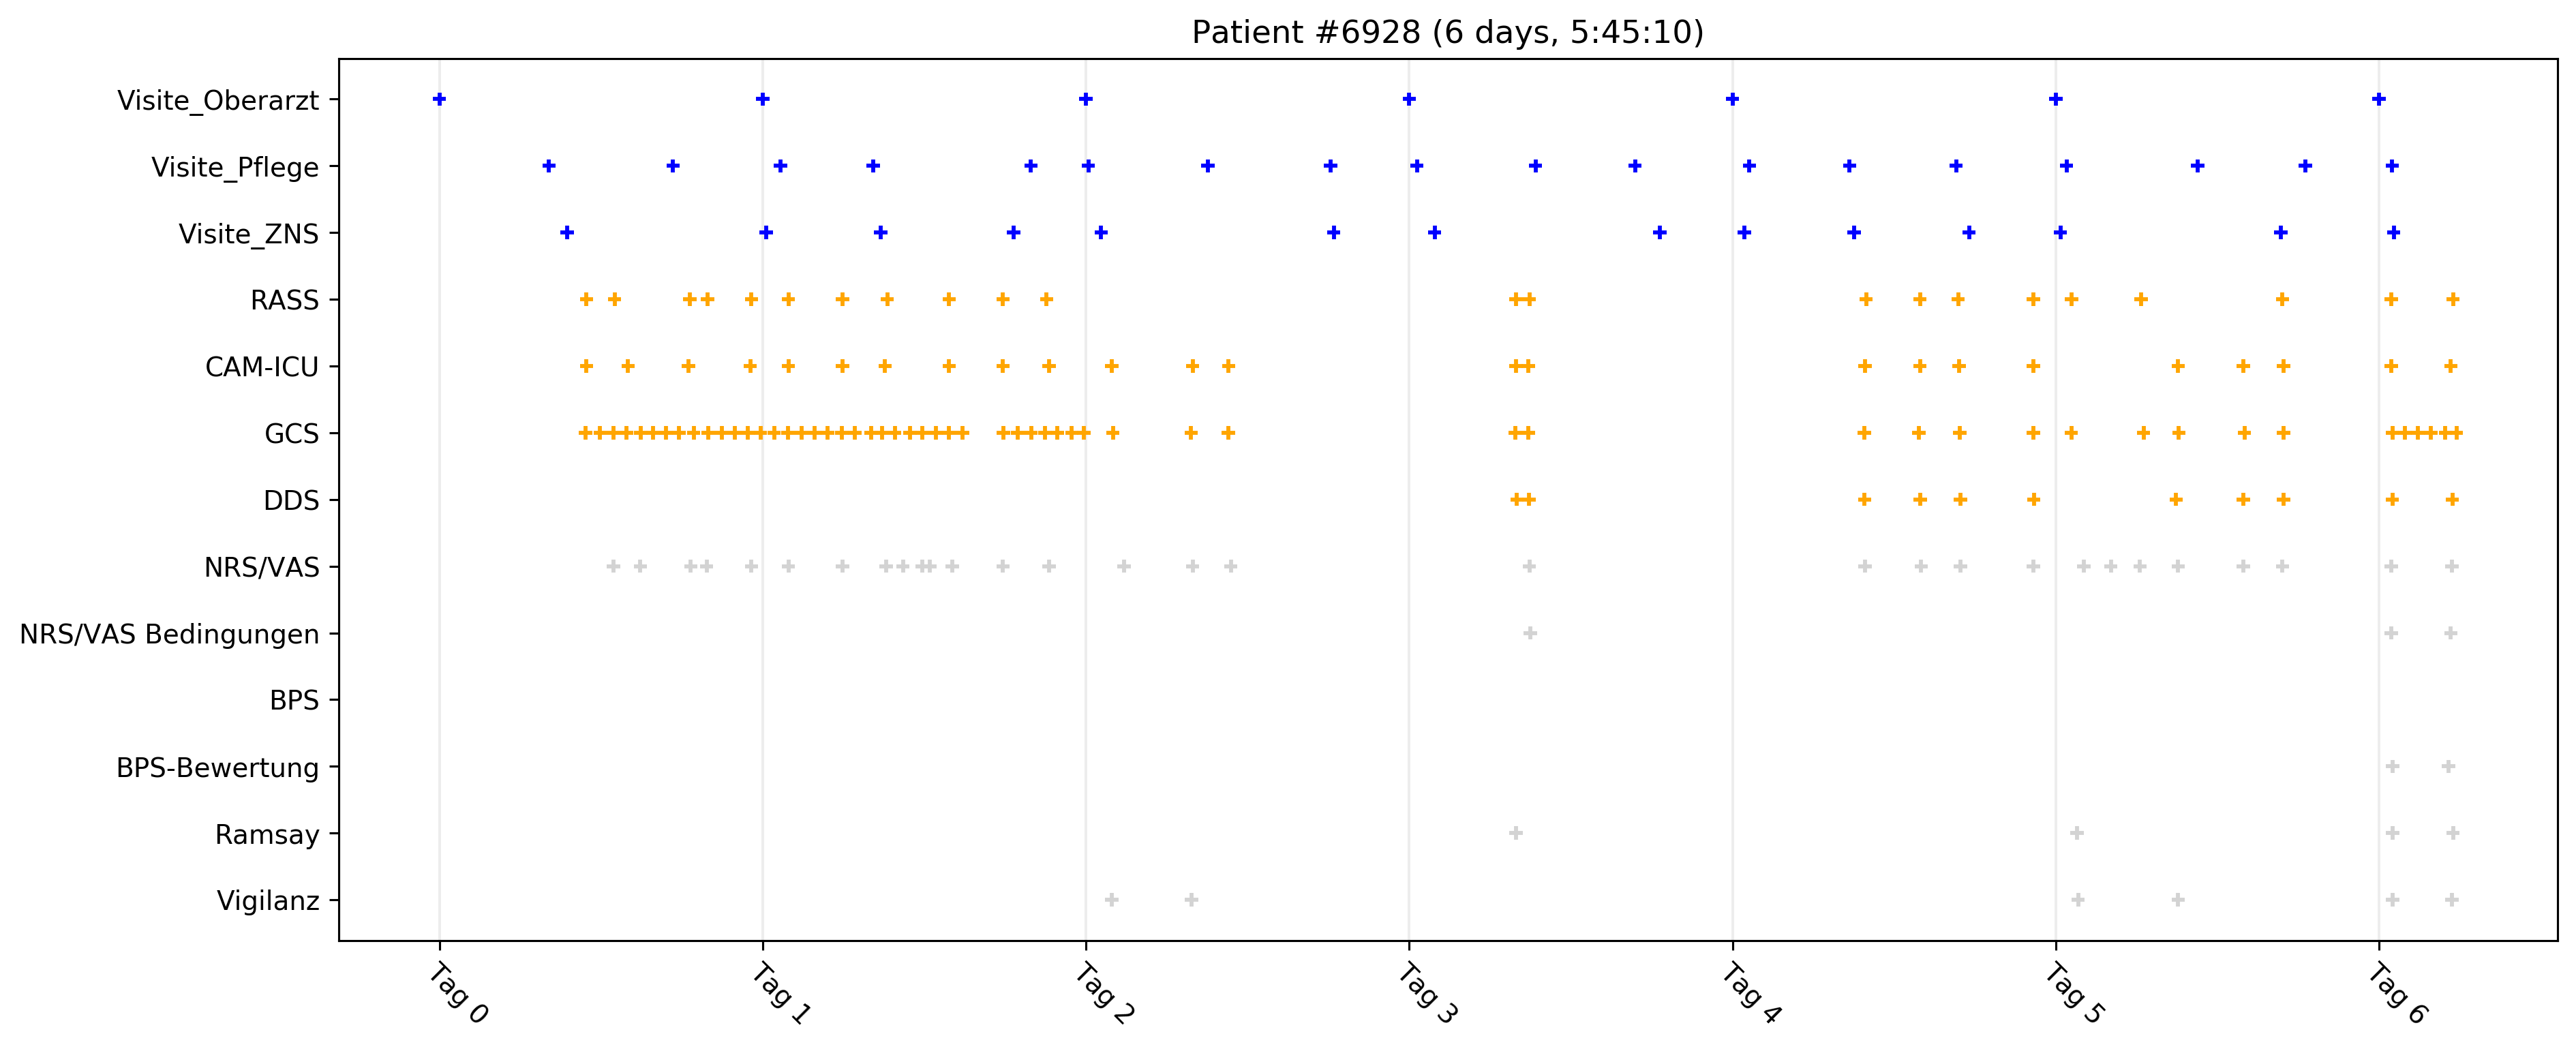 Patient #6928 (6 days, 5:45:10)
Visite_Oberarzt
Visite_Pflege
Visite_ZNS
RASS
CAM-ICU
GCS
DDS
NRS/VAS
NRS/VAS Bedingungen
BPS
BPS-Bewertung
Ramsay
Vigilanz
Tag 0
Tag 1
Tag 2
Tag 3
Tag 4
Tag 5
Tag 6